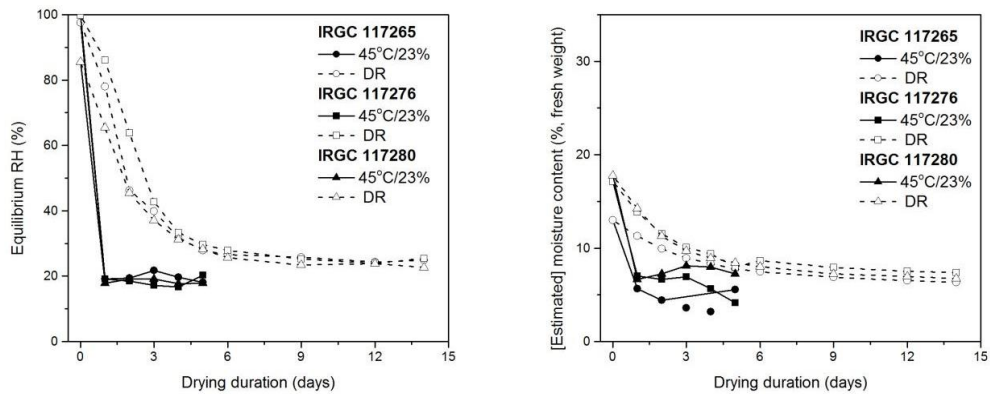 Equilibrium RH (%)
100
80
60
40
20
0
0 3 6 9 12 15
Drying duration (days)
IRGC 117265
45°C/23%
DR
IRGC 117276
45°C/23%
DR
IRGC 117280
45°C/23%
DR
[Estimated] moisture content (%, fresh weight)
30
20
10
0
0 3 6 9 12 15
Drying duration (days)
IRGC 117265
45°C/23%
DR
IRGC 117276
45°C/23%
DR
IRGC 117280
45°C/23%
DR